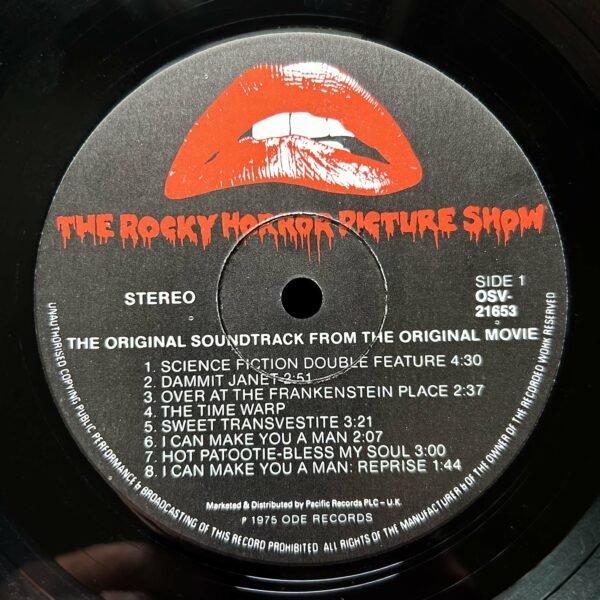 THE ROCKY HORROR PICTURE SHOW
STEREO
SIDE 1
OSV-
21653
THE ORIGINAL SOUNDTRACK FROM THE ORIGINAL MOVIE
1. SCIENCE FICTION DOUBLE FEATURE 4:30
2. DAMMIT JANET 2:51
3. OVER AT THE FRANKENSTEIN PLACE 2:37
4. THE TIME WARP
5. SWEET TRANSVESTITE 3:21
6. I CAN MAKE YOU A MAN 2:07
7. HOT PATOOTIE-BLESS MY SOUL 3:00
8. I CAN MAKE YOU A MAN: REPRISE 1:44
Marketed & Distributed by Pacific Records PLC – U.K.
℗ 1975 ODE RECORDS
UNAUTHORISED COPYING PUBLIC PERFORMANCE & BROADCASTING OF THIS RECORD PROHIBITED ALL RIGHTS OF THE MANUFACTURER & OF THE OWNER OF THE RECORDED WORK RESERVED